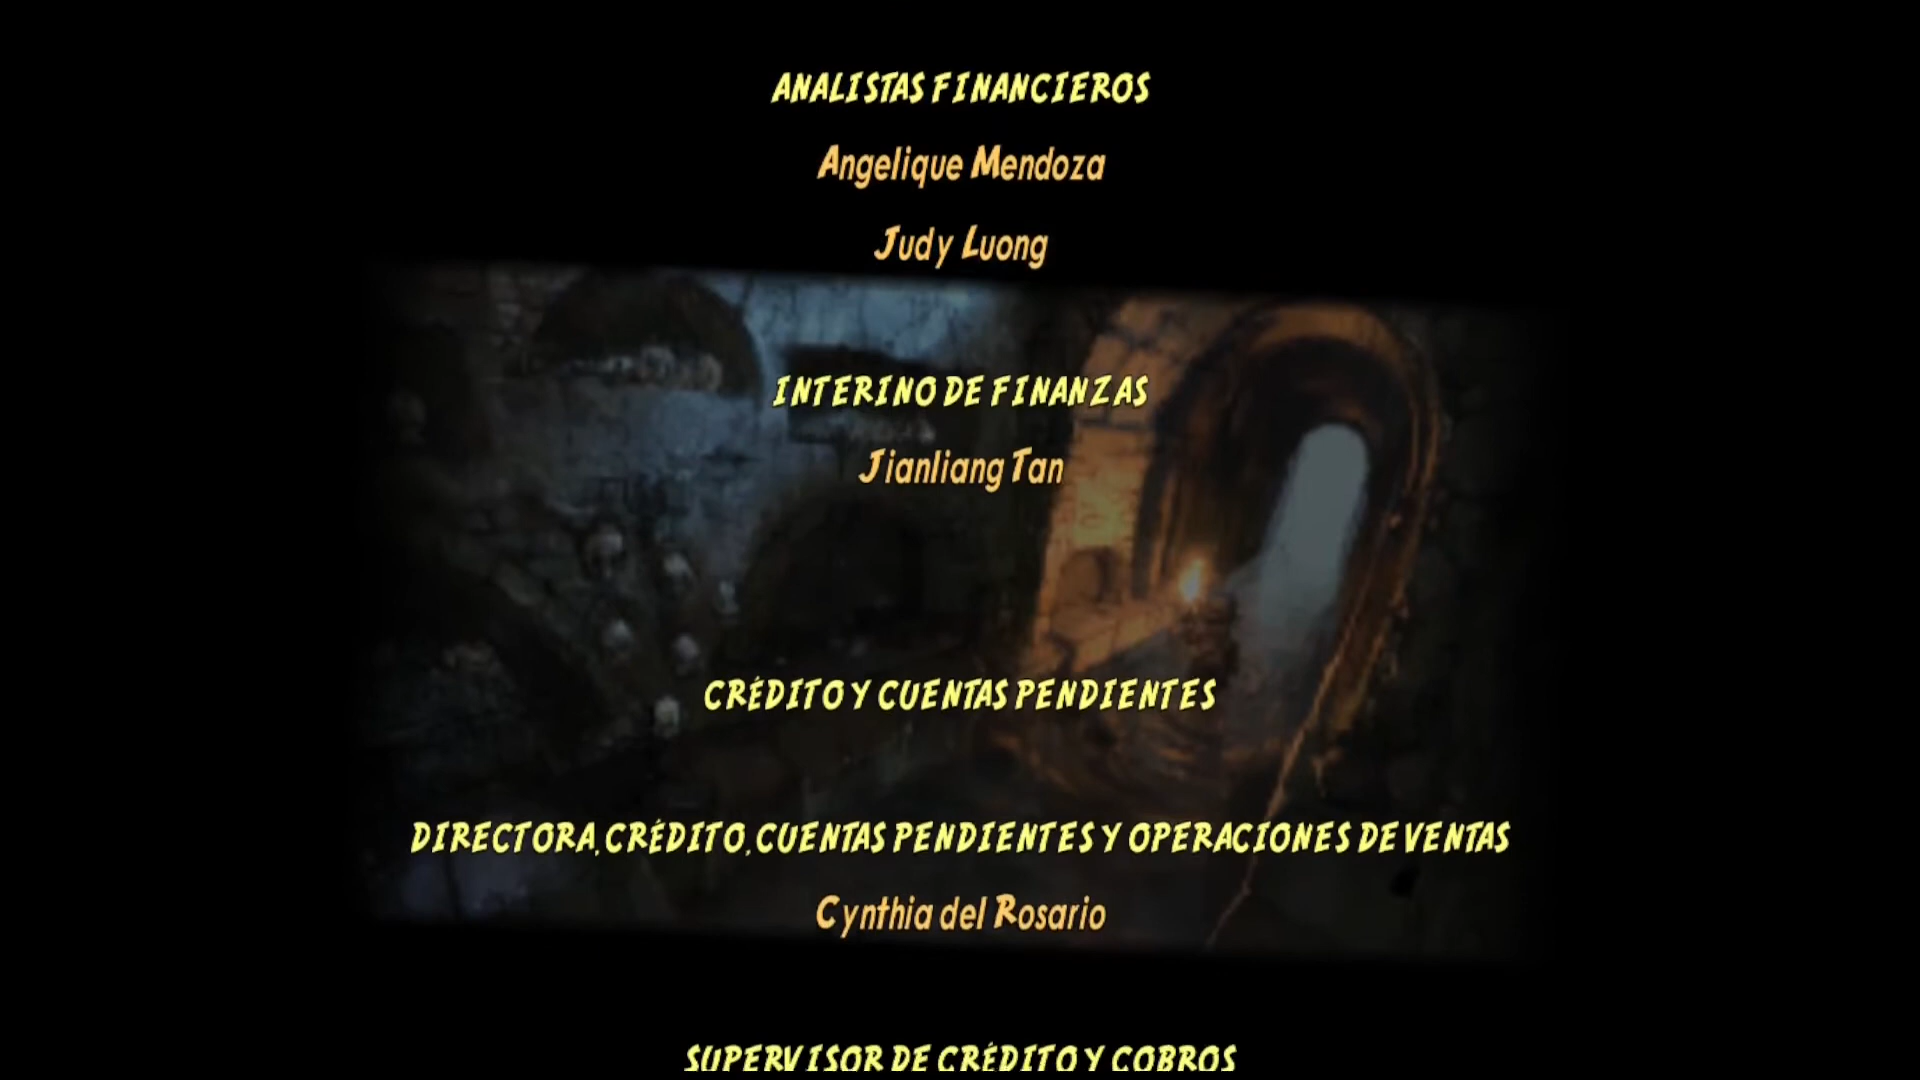 ANALISTAS FINANCIEROS
Angelique Mendoza
Judy Luong
INTERINO DE FINANZAS
Jianliang Tan
CRÉDITO Y CUENTAS PENDIENTES
DIRECTORA, CRÉDITO, CUENTAS PENDIENTES Y OPERACIONES DE VENTAS
Cynthia del Rosario
SUPERVISOR DE CRÉDITO Y COBROS